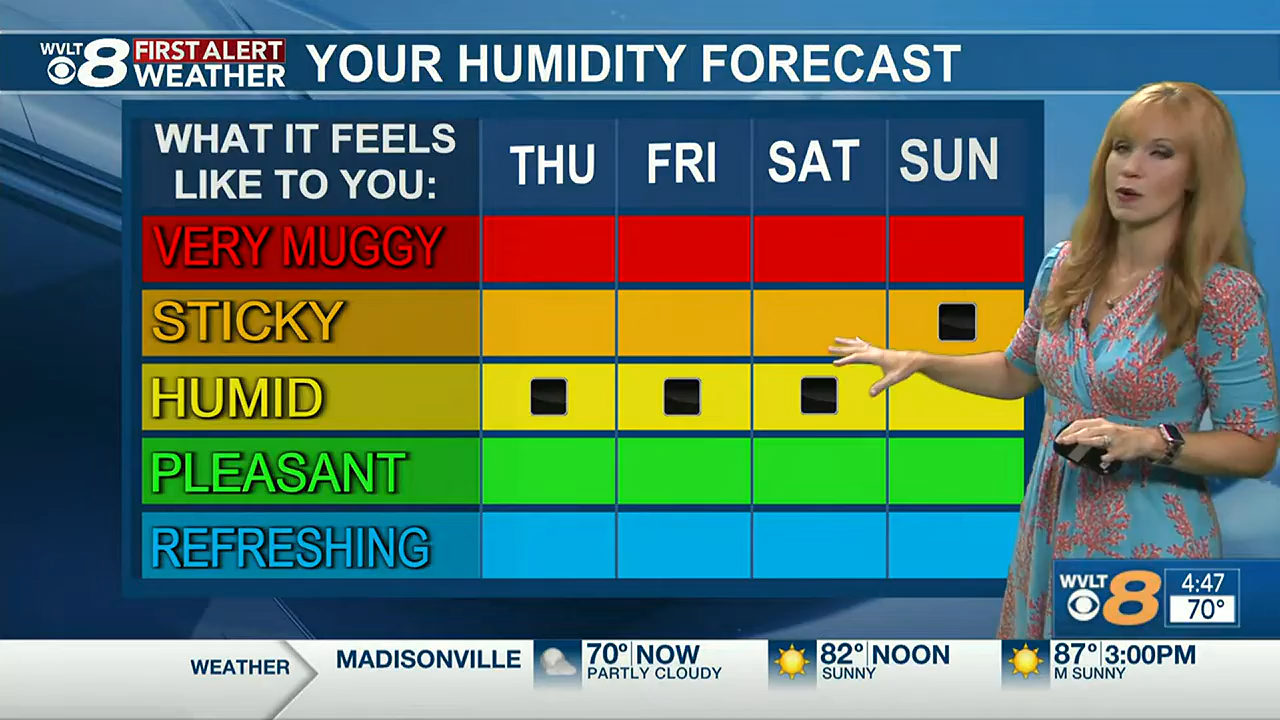 WVLT 8 FIRST ALERT WEATHER
YOUR HUMIDITY FORECAST
WHAT IT FEELS
LIKE TO YOU:
THU FRI SAT SUN
VERY MUGGY
STICKY
HUMID
PLEASANT
REFRESHING
WVLT 8
4:47
70°
WEATHER
MADISONVILLE
70° NOW
PARTLY CLOUDY
82° NOON
SUNNY
87° 3:00PM
M SUNNY